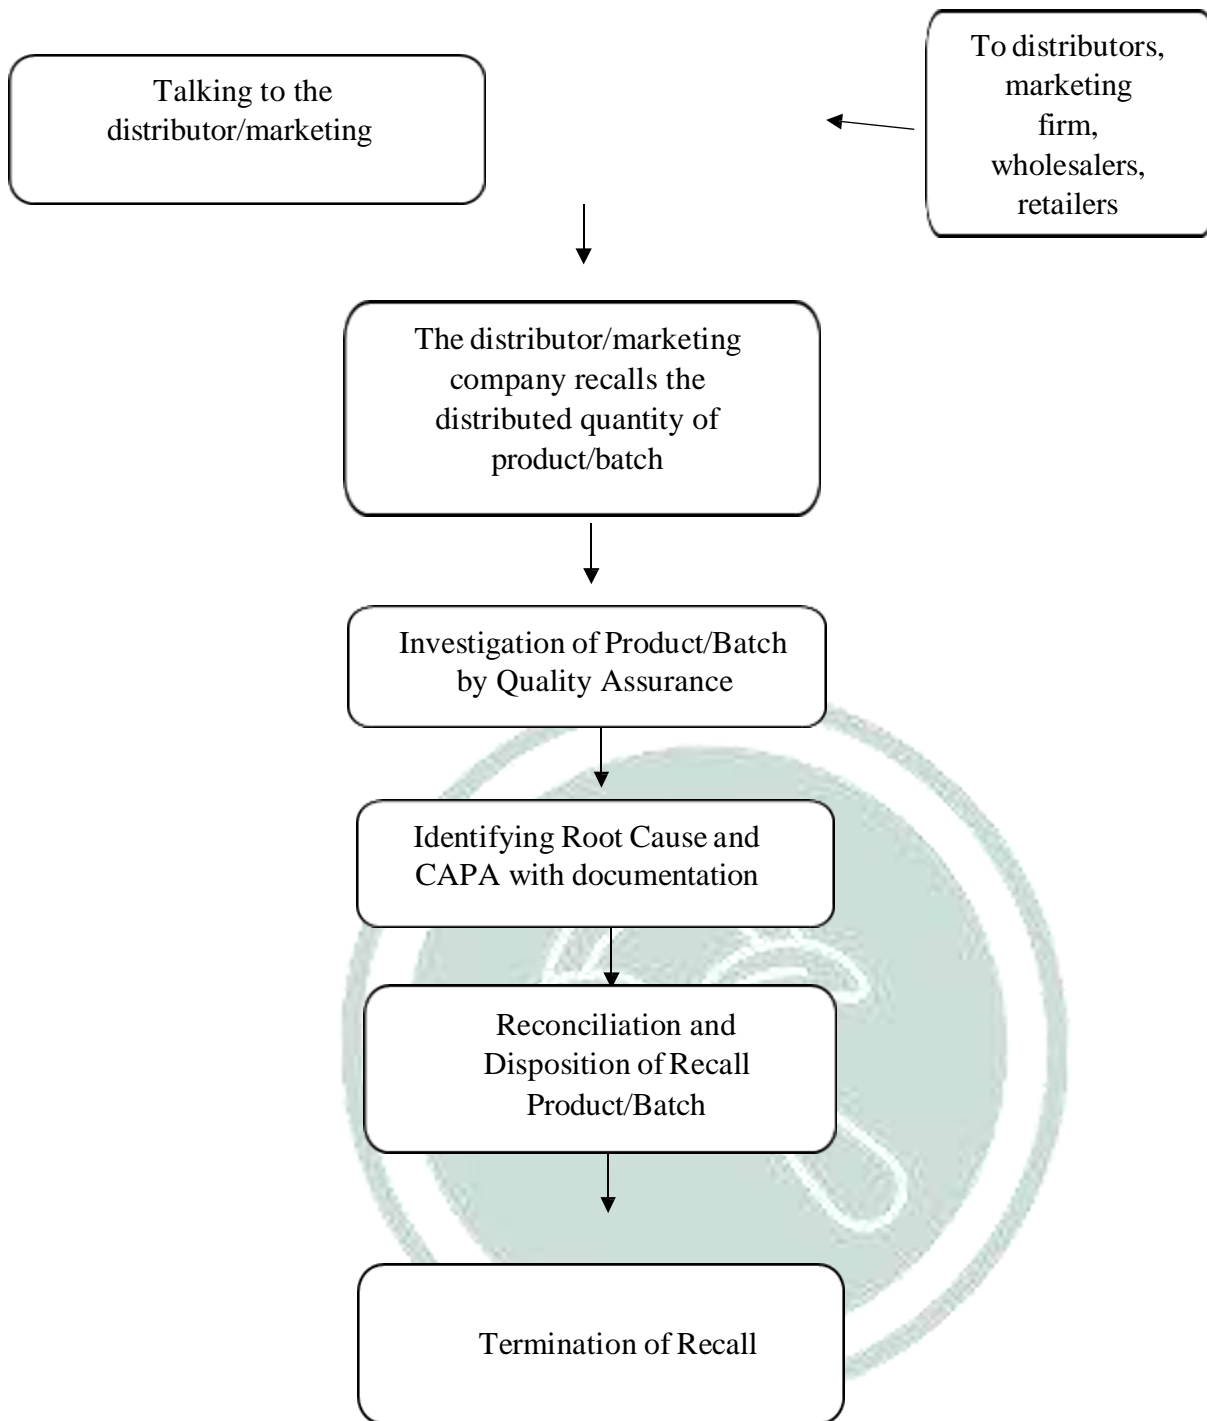 Talking to the
distributor/marketing
To distributors,
marketing
firm,
wholesalers,
retailers
The distributor/marketing
company recalls the
distributed quantity of
product/batch
Investigation of Product/Batch
by Quality Assurance
Identifying Root Cause and
CAPA with documentation
Reconciliation and
Disposition of Recall
Product/Batch
Termination of Recall